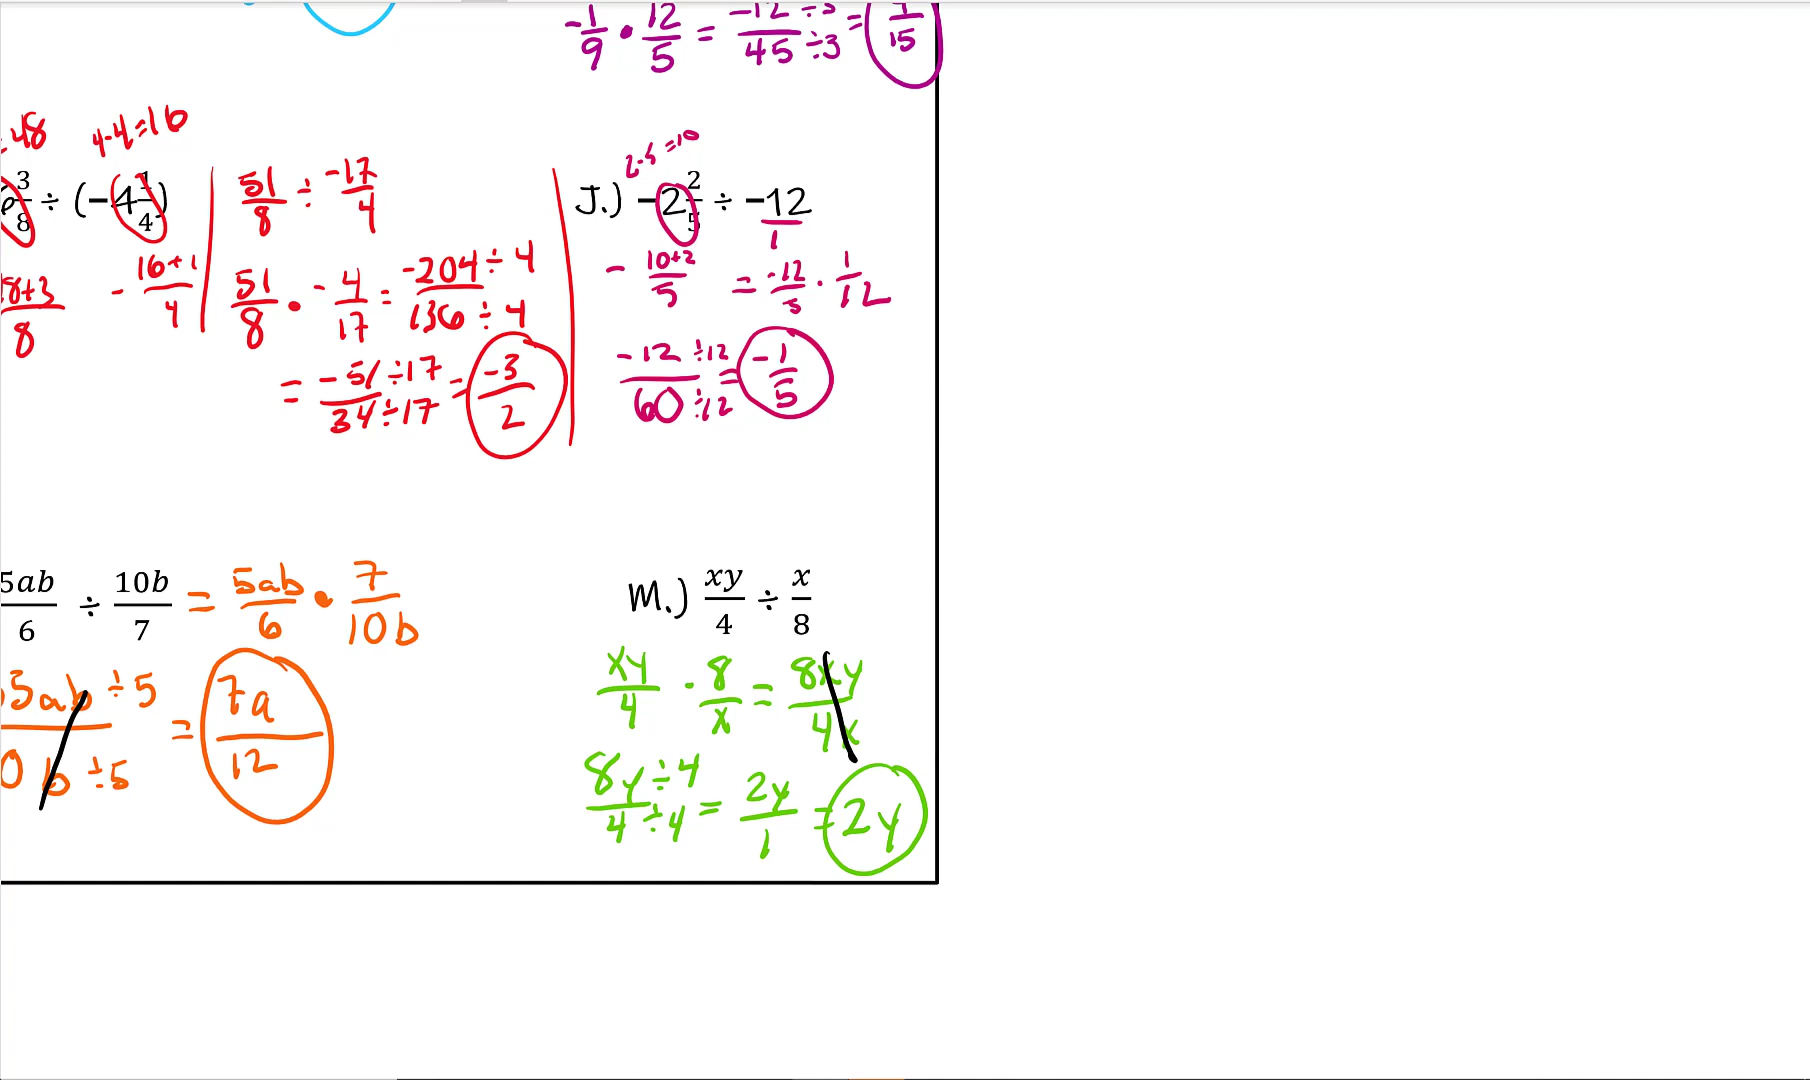 -1/9 • 12/5 = -12 ÷3/45 ÷3 = /15
=48
4·4=16
3/8 ÷ (-4 1/4)
8+3/8
- 16+1/4
51/8 ÷ -17/4
51/8 • -4/17 = -204 ÷ 4/136 ÷ 4
= -51 ÷17/34 ÷17 = -3/2
2·5 =10
J.) -2 2/5 ÷ -12/1
- 10+2/5 = -12/5 · 1/12
-12 ÷12/60 ÷12 = -1/5
5ab/6 ÷ 10b/7 = 5ab/6 • 7/10b
5ab ÷5/0b ÷5 = 7a/12
M.) xy/4 ÷ x/8
xy/4 · 8/x = 8xy/4x
8y ÷4/4 ÷4 = 2y/1 = 2y